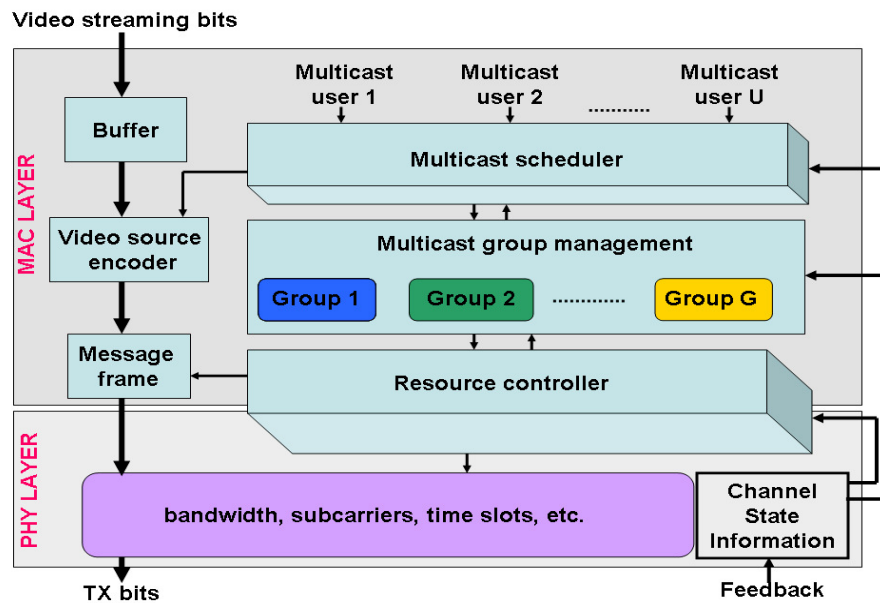 Video streaming bits
MAC LAYER
Buffer
Video source
encoder
Message
frame
Multicast
user 1
Multicast
user 2
............
Multicast
user U
Multicast scheduler
Multicast group management
Group 1
Group 2
..............
Group G
Resource controller
PHY LAYER
bandwidth, subcarriers, time slots, etc.
Channel
State
Information
TX bits
Feedback